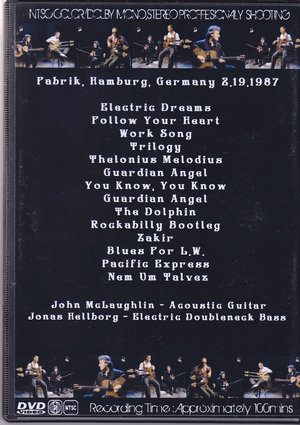 NTSC COLOR/DOLBY MONO,STEREO PROFESIONALY SHOOTING
Fabrik, Hamburg, Germany 3,19,1987
Electric Dreams
Follow Your Heart
Work Song
Trilogy
Thelonius Melodius
Guardian Angel
You Know, You Know
Guardian Angel
The Dolphin
Rockabilly Bootleg
Zakir
Blues For L.W.
Pacific Express
Nem Um Talvez
John McLaughlin - Acoustic Guitar
Jonas Hellborg - Electric Doubleneck Bass
DVD VIDEO NTSC Recording Time : Approximately 100mins